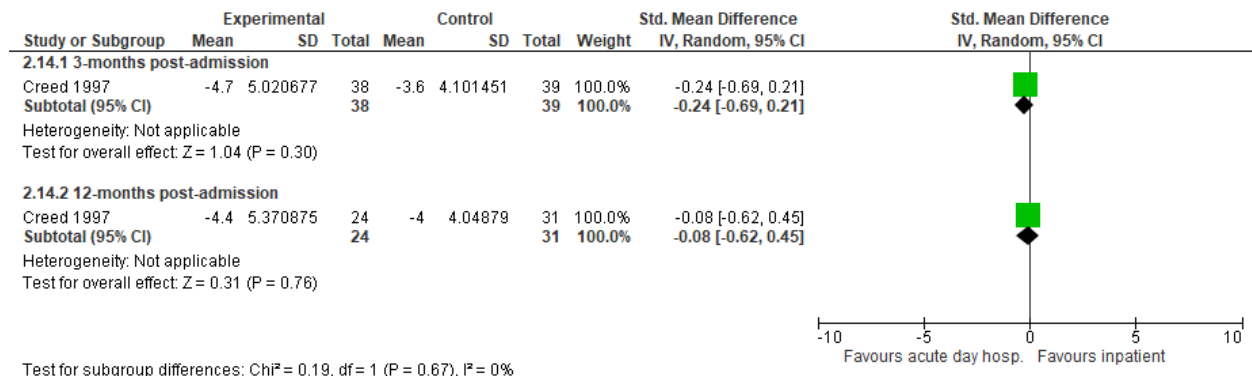 Experimental Control Std. Mean Difference Std. Mean Difference
Study or Subgroup Mean SD Total Mean SD Total Weight IV, Random, 95% CI IV, Random, 95% CI
2.14.1 3-months post-admission
Creed 1997 -4.7 5.020677 38 -3.6 4.101451 39 100.0% -0.24 [-0.69, 0.21]
Subtotal (95% CI) 38 39 100.0% -0.24 [-0.69, 0.21]
Heterogeneity: Not applicable
Test for overall effect: Z = 1.04 (P = 0.30)
2.14.2 12-months post-admission
Creed 1997 -4.4 5.370875 24 -4 4.04879 31 100.0% -0.08 [-0.62, 0.45]
Subtotal (95% CI) 24 31 100.0% -0.08 [-0.62, 0.45]
Heterogeneity: Not applicable
Test for overall effect: Z = 0.31 (P = 0.76)
-10 -5 0 5 10
Favours acute day hosp. Favours inpatient
Test for subgroup differences: Chi² = 0.19, df = 1 (P = 0.67), I² = 0%